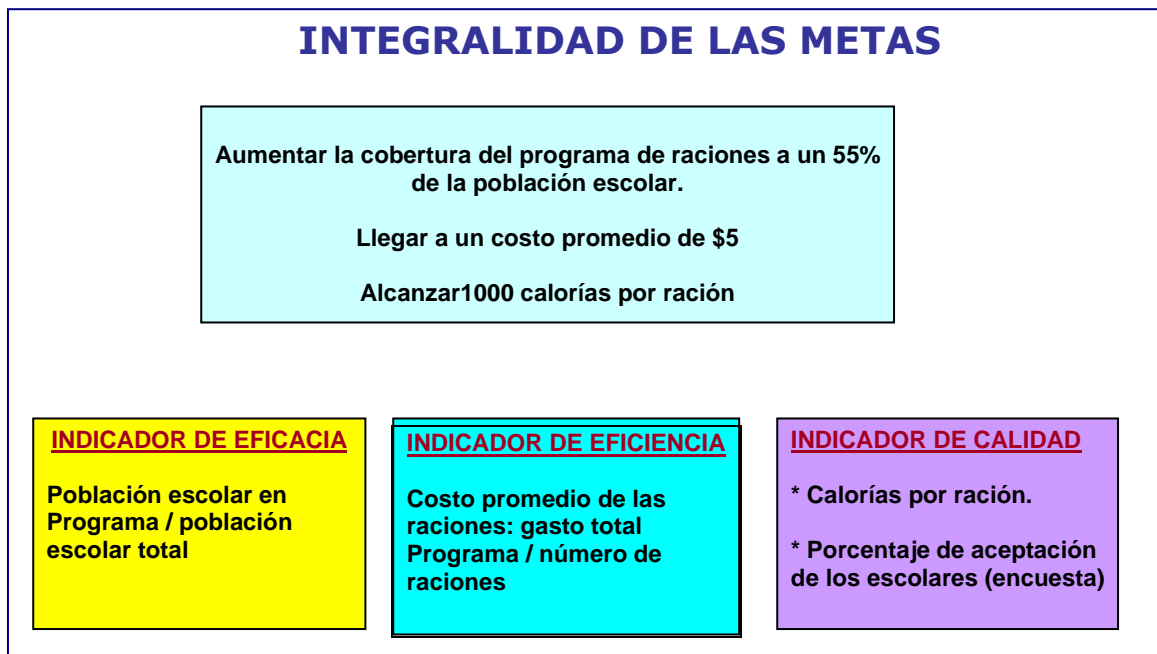 INTEGRALIDAD DE LAS METAS
Aumentar la cobertura del programa de raciones a un 55%
de la población escolar.
Llegar a un costo promedio de $5
Alcanzar1000 calorías por ración
INDICADOR DE EFICACIA
Población escolar en
Programa / población
escolar total
INDICADOR DE EFICIENCIA
Costo promedio de las
raciones: gasto total
Programa / número de
raciones
INDICADOR DE CALIDAD
* Calorías por ración.
* Porcentaje de aceptación
de los escolares (encuesta)